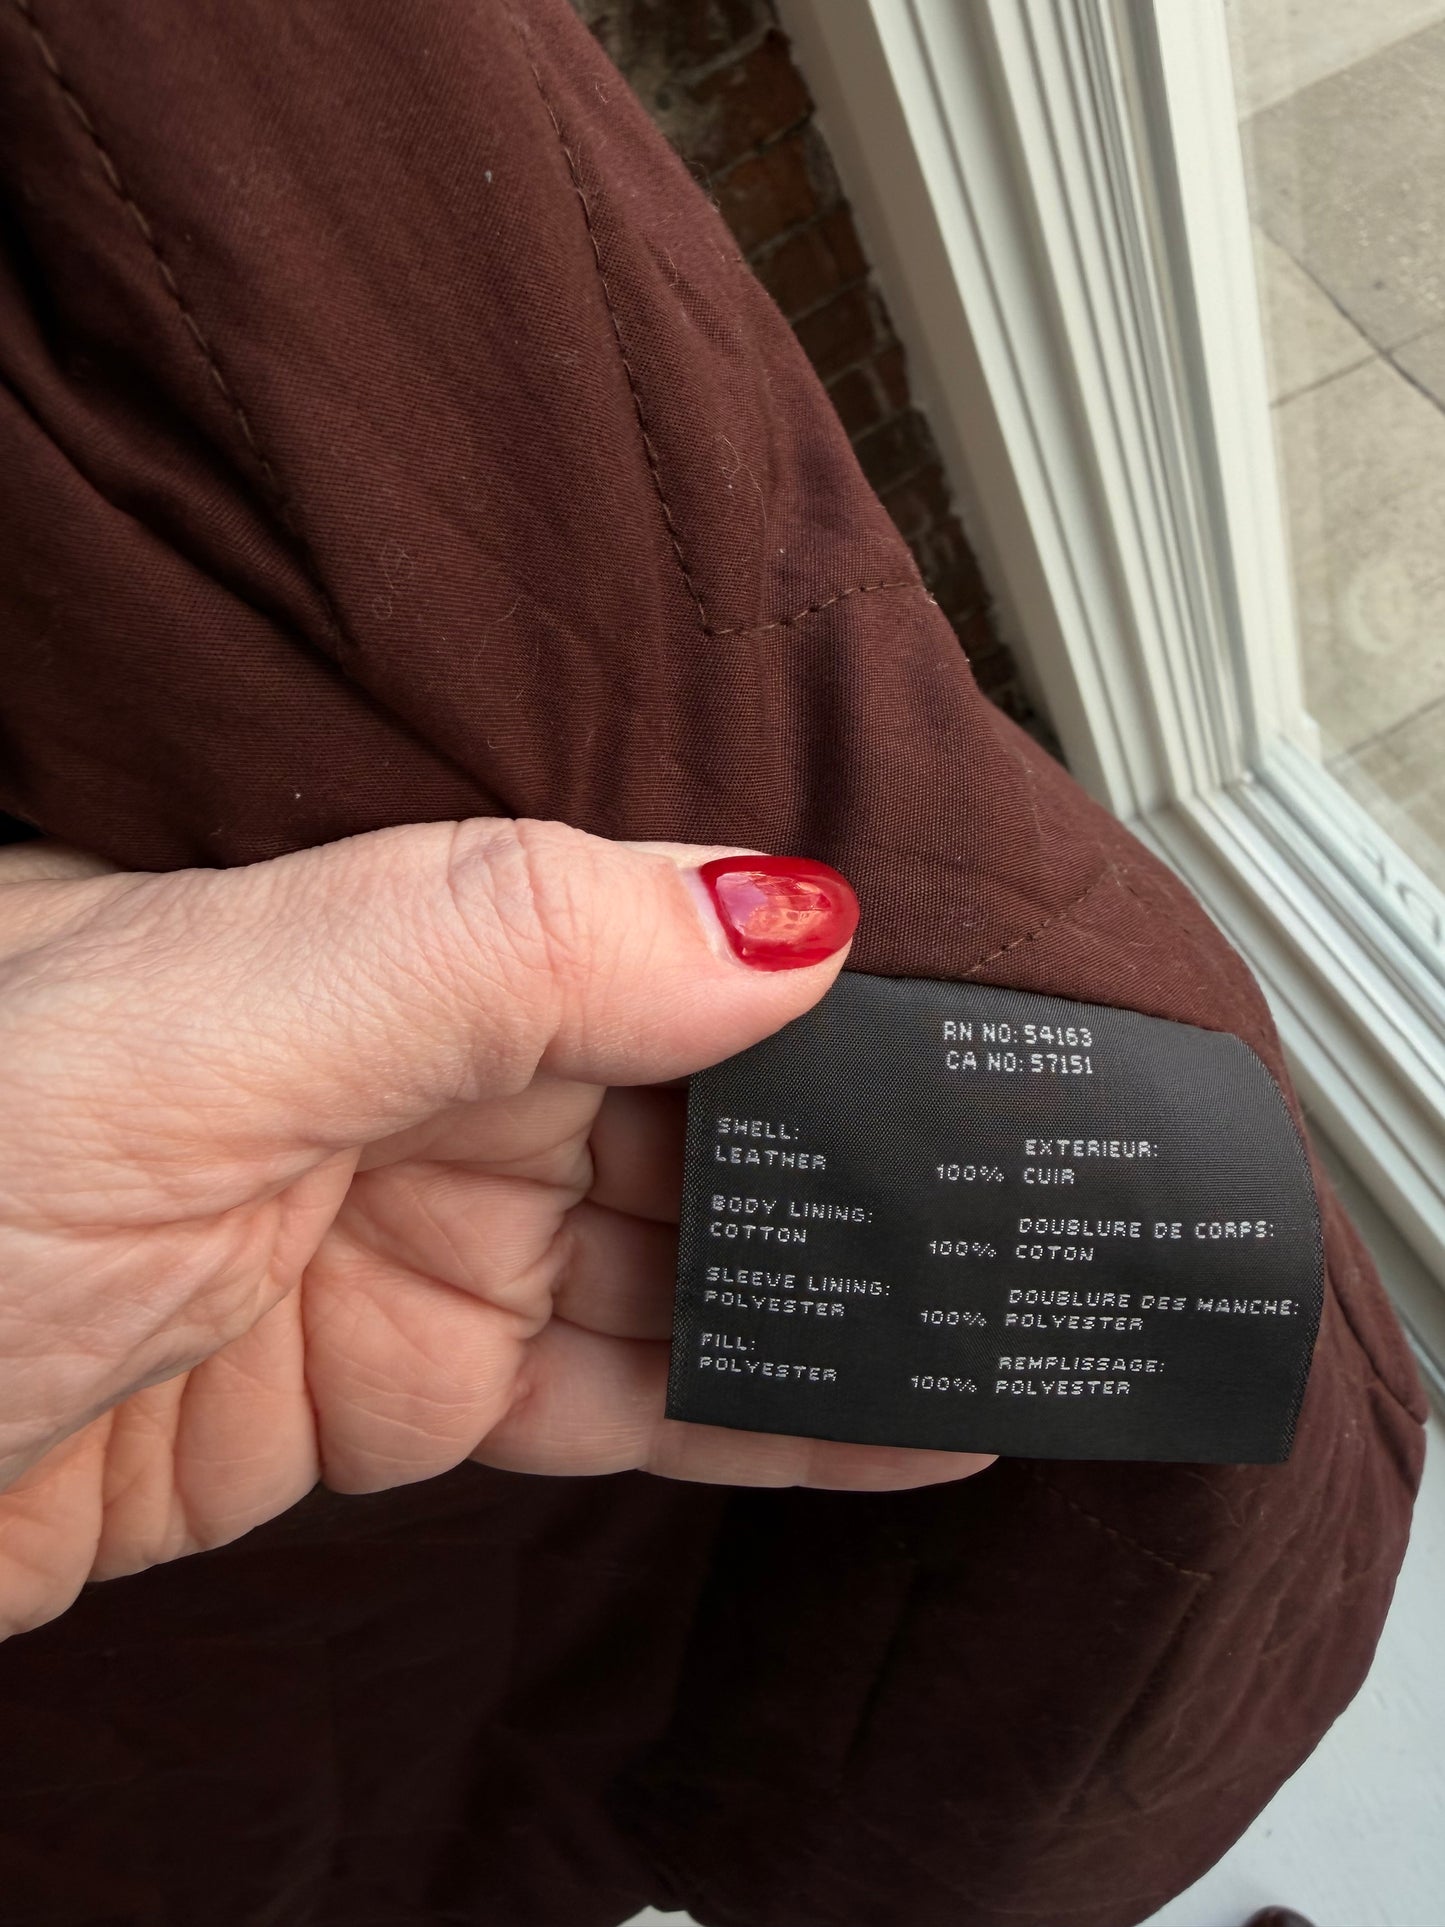 RN NO: 54163
CA NO: 57151
SHELL:
LEATHER 100%
BODY LINING:
COTTON 100%
SLEEVE LINING:
POLYESTER 100%
FILL:
POLYESTER 100%
EXTERIEUR:
CUIR
DOUBLURE DE CORPS:
COTON
DOUBLURE DES MANCHE:
POLYESTER
REMPLISSAGE:
POLYESTER